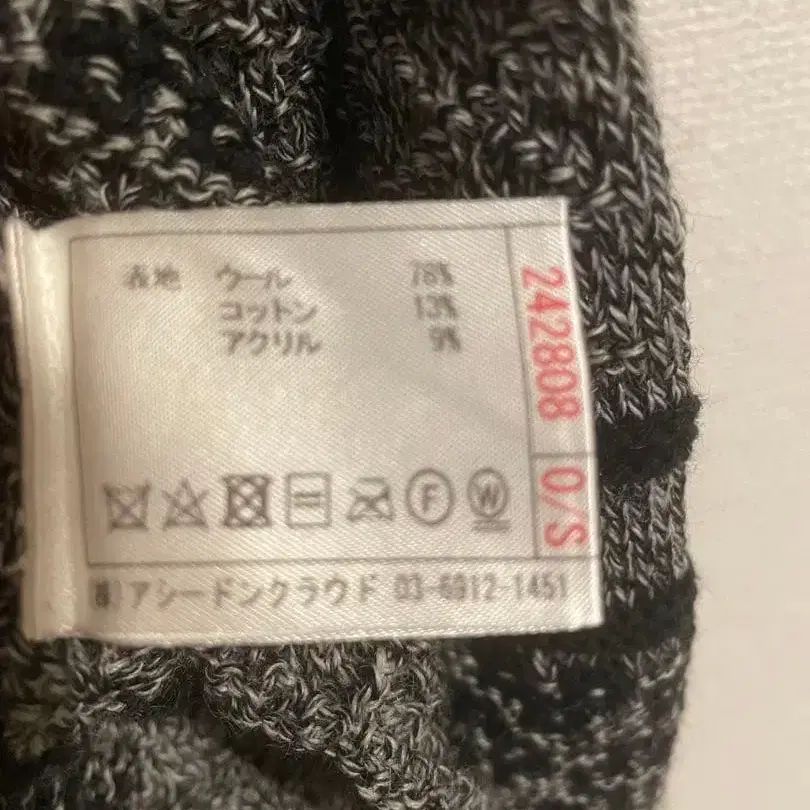 表地 ウール 78%
コットン 13%
アクリル 9%
242808
O/S
F W
(株)アシードンクラウド 03-6912-1451